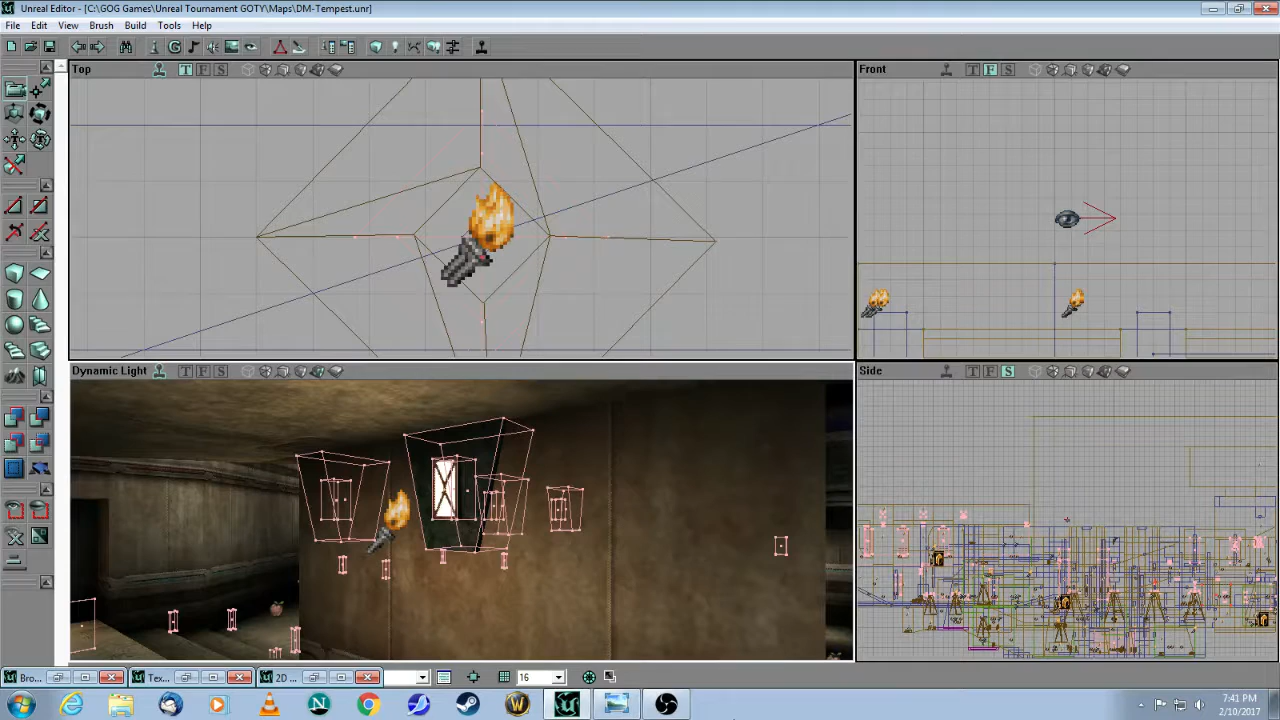 Unreal Editor - [C:\GOG Games\Unreal Tournament GOTY\Maps\DM-Tempest.unr]
File Edit View Brush Build Tools Help
Top T F S
Front T F S
Dynamic Light T F S
Side T F S
Bro...
Tex...
2D ...
16
7:41 PM
2/10/2017